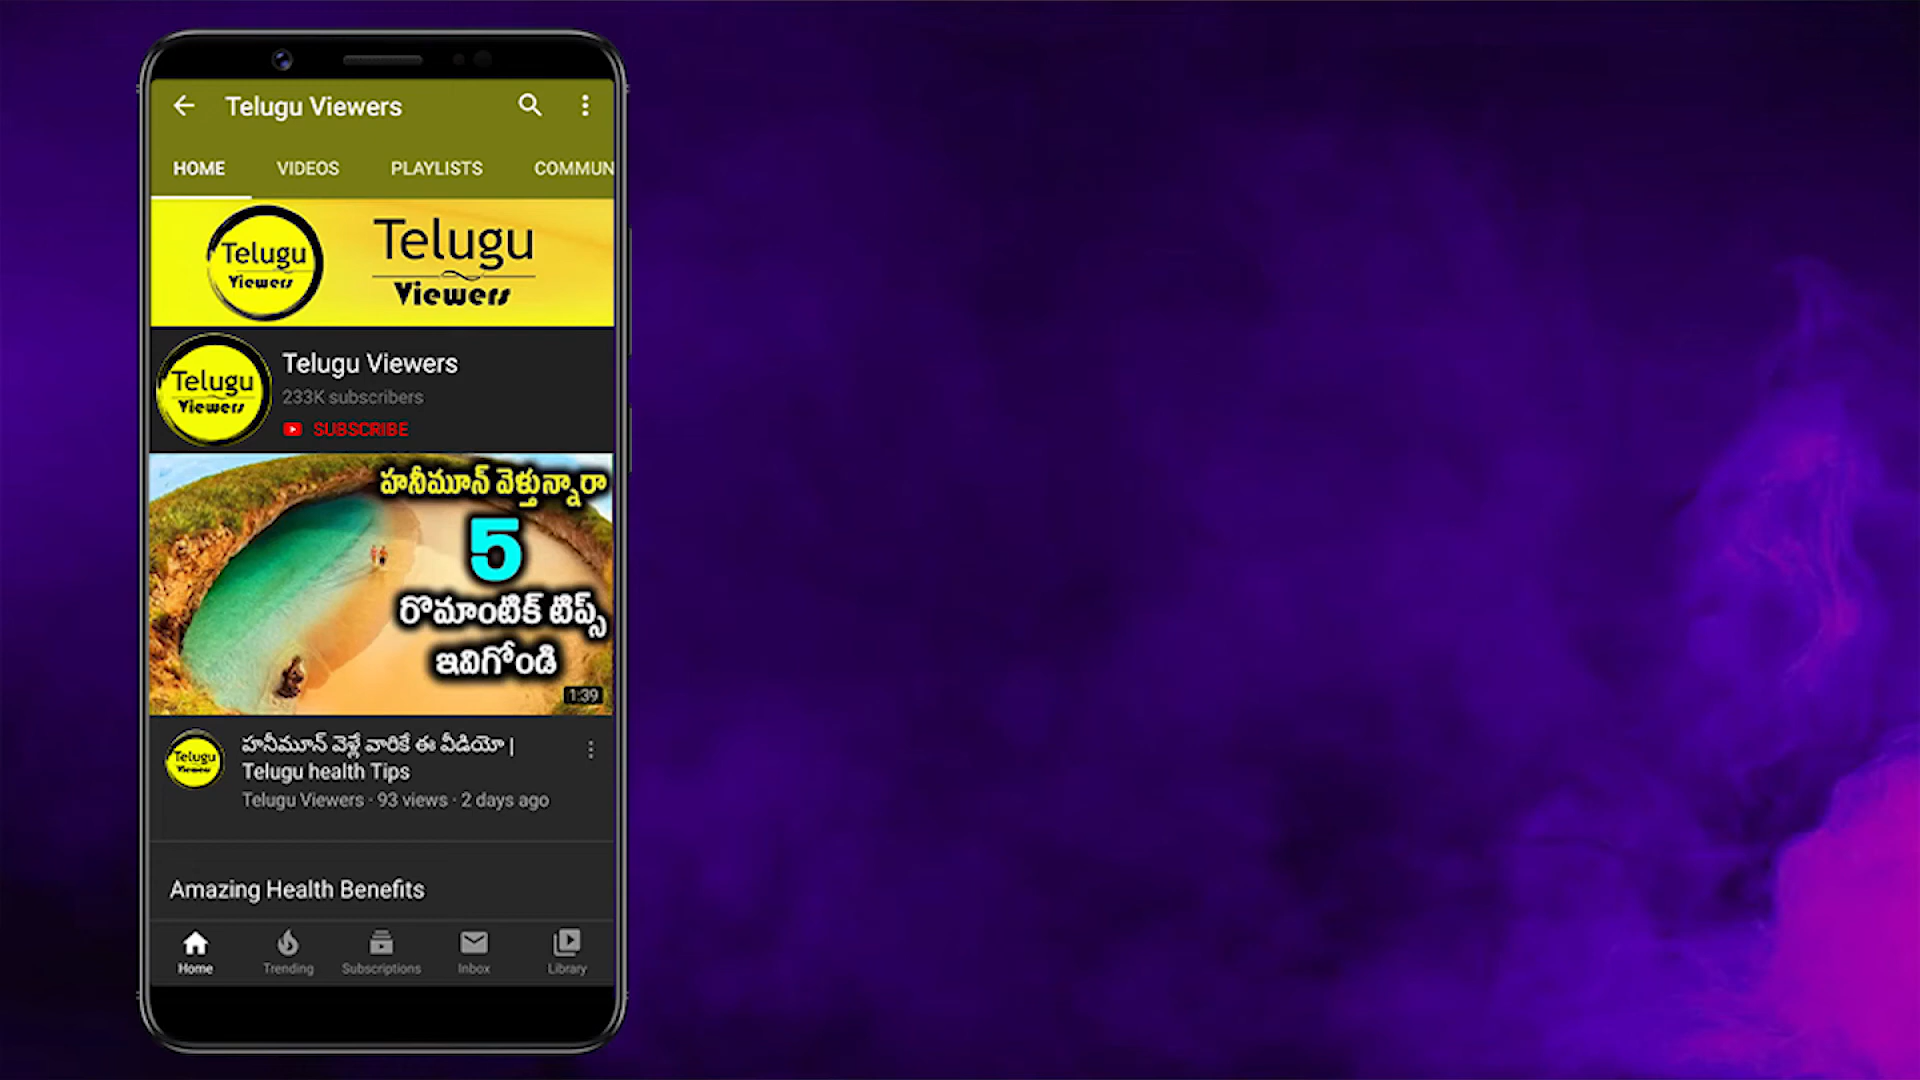 Telugu Viewers
HOME VIDEOS PLAYLISTS COMMUN
Telugu
Viewers
Telugu
Viewers
Telugu
Viewers
Telugu Viewers
233K subscribers
SUBSCRIBE
హనీమూన్ వెళ్తున్నారా
5
రొమాంటిక్ టిప్స్
ఇవిగోండి
1:39
Telugu
Viewers
హనీమూన్ వెళ్లే వారికే ఈ వీడియో |
Telugu health Tips
Telugu Viewers · 93 views · 2 days ago
Amazing Health Benefits
Home Trending Subscriptions Inbox Library